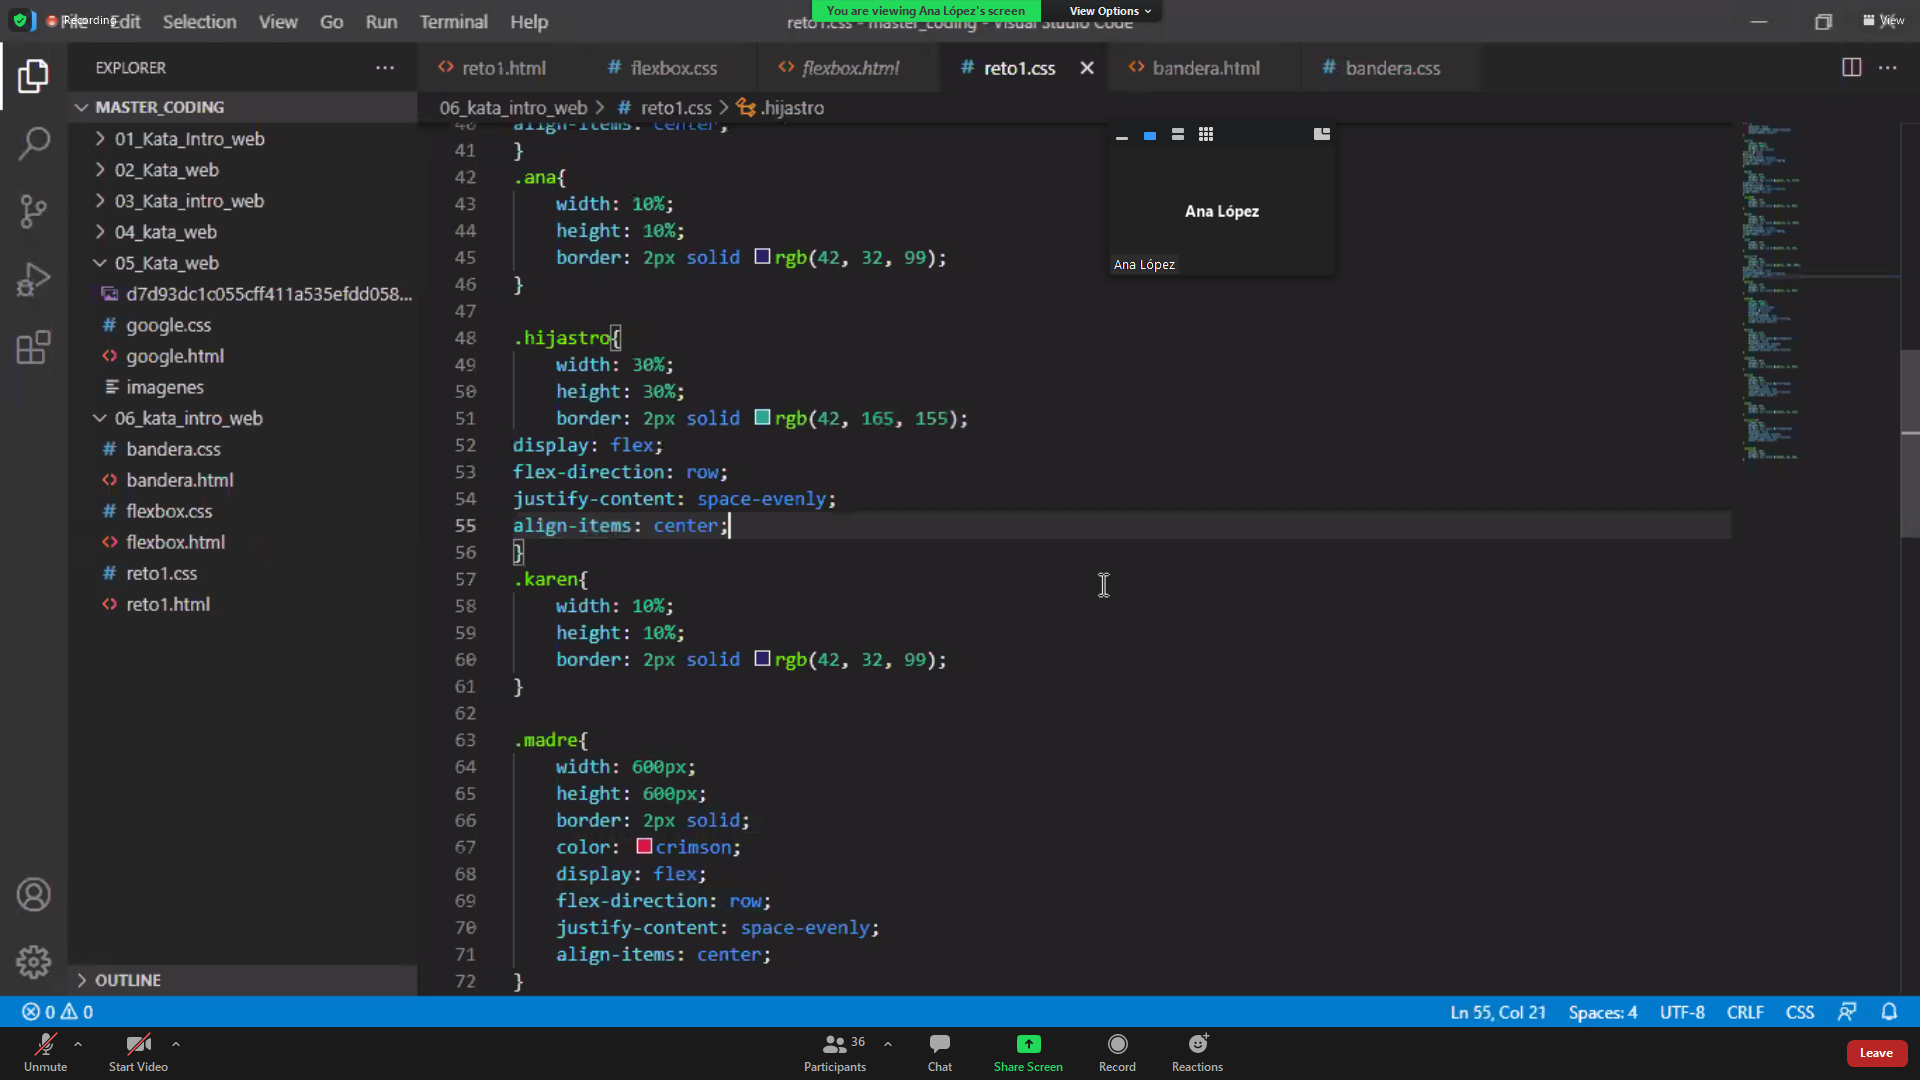 Recording
File Edit Selection View Go Run Terminal Help
You are viewing Ana López's screen
View Options
reto1.css - master_coding - Visual Studio Code
View
EXPLORER
MASTER_CODING
01_Kata_Intro_web
02_Kata_web
03_Kata_intro_web
04_kata_web
05_Kata_web
d7d93dc1c055cff411a535efdd058...
google.css
google.html
imagenes
06_kata_intro_web
bandera.css
bandera.html
flexbox.css
flexbox.html
reto1.css
reto1.html
OUTLINE
reto1.html flexbox.css flexbox.html reto1.css bandera.html bandera.css
06_kata_intro_web > # reto1.css > .hijastro
40 align-items: center;
41 }
42 .ana{
43 width: 10%;
44 height: 10%;
45 border: 2px solid rgb(42, 32, 99);
46 }
47
48 .hijastro{
49 width: 30%;
50 height: 30%;
51 border: 2px solid rgb(42, 165, 155);
52 display: flex;
53 flex-direction: row;
54 justify-content: space-evenly;
55 align-items: center;
56 }
57 .karen{
58 width: 10%;
59 height: 10%;
60 border: 2px solid rgb(42, 32, 99);
61 }
62
63 .madre{
64 width: 600px;
65 height: 600px;
66 border: 2px solid;
67 color: crimson;
68 display: flex;
69 flex-direction: row;
70 justify-content: space-evenly;
71 align-items: center;
72 }
Ana López
Ana López
0 0
Ln 55, Col 21 Spaces: 4 UTF-8 CRLF CSS
Unmute
Start Video
36
Participants
Chat
Share Screen
Record
Reactions
Leave